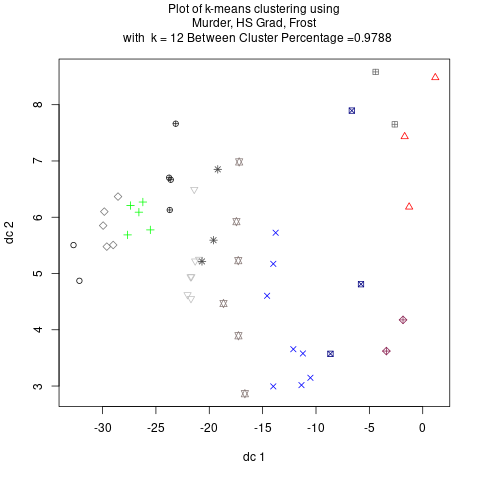 Plot of k-means clustering using
Murder, HS Grad, Frost
with k = 12 Between Cluster Percentage =0.9788
dc 2
8
7
6
5
4
3
-30 -25 -20 -15 -10 -5 0
dc 1